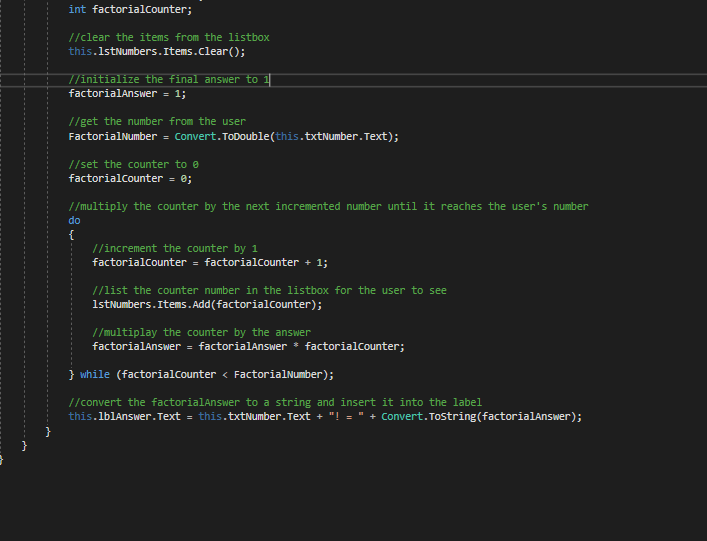 int factorialCounter;
//clear the items from the listbox
this.lstNumbers.Items.Clear();
//initialize the final answer to 1
factorialAnswer = 1;
//get the number from the user
FactorialNumber = Convert.ToDouble(this.txtNumber.Text);
//set the counter to 0
factorialCounter = 0;
//multiply the counter by the next incremented number until it reaches the user's number
do
{
//increment the counter by 1
factorialCounter = factorialCounter + 1;
//list the counter number in the listbox for the user to see
lstNumbers.Items.Add(factorialCounter);
//multiplay the counter by the answer
factorialAnswer = factorialAnswer * factorialCounter;
} while (factorialCounter < FactorialNumber);
//convert the factorialAnswer to a string and insert it into the label
this.lblAnswer.Text = this.txtNumber.Text + "! = " + Convert.ToString(factorialAnswer);
}
}
}